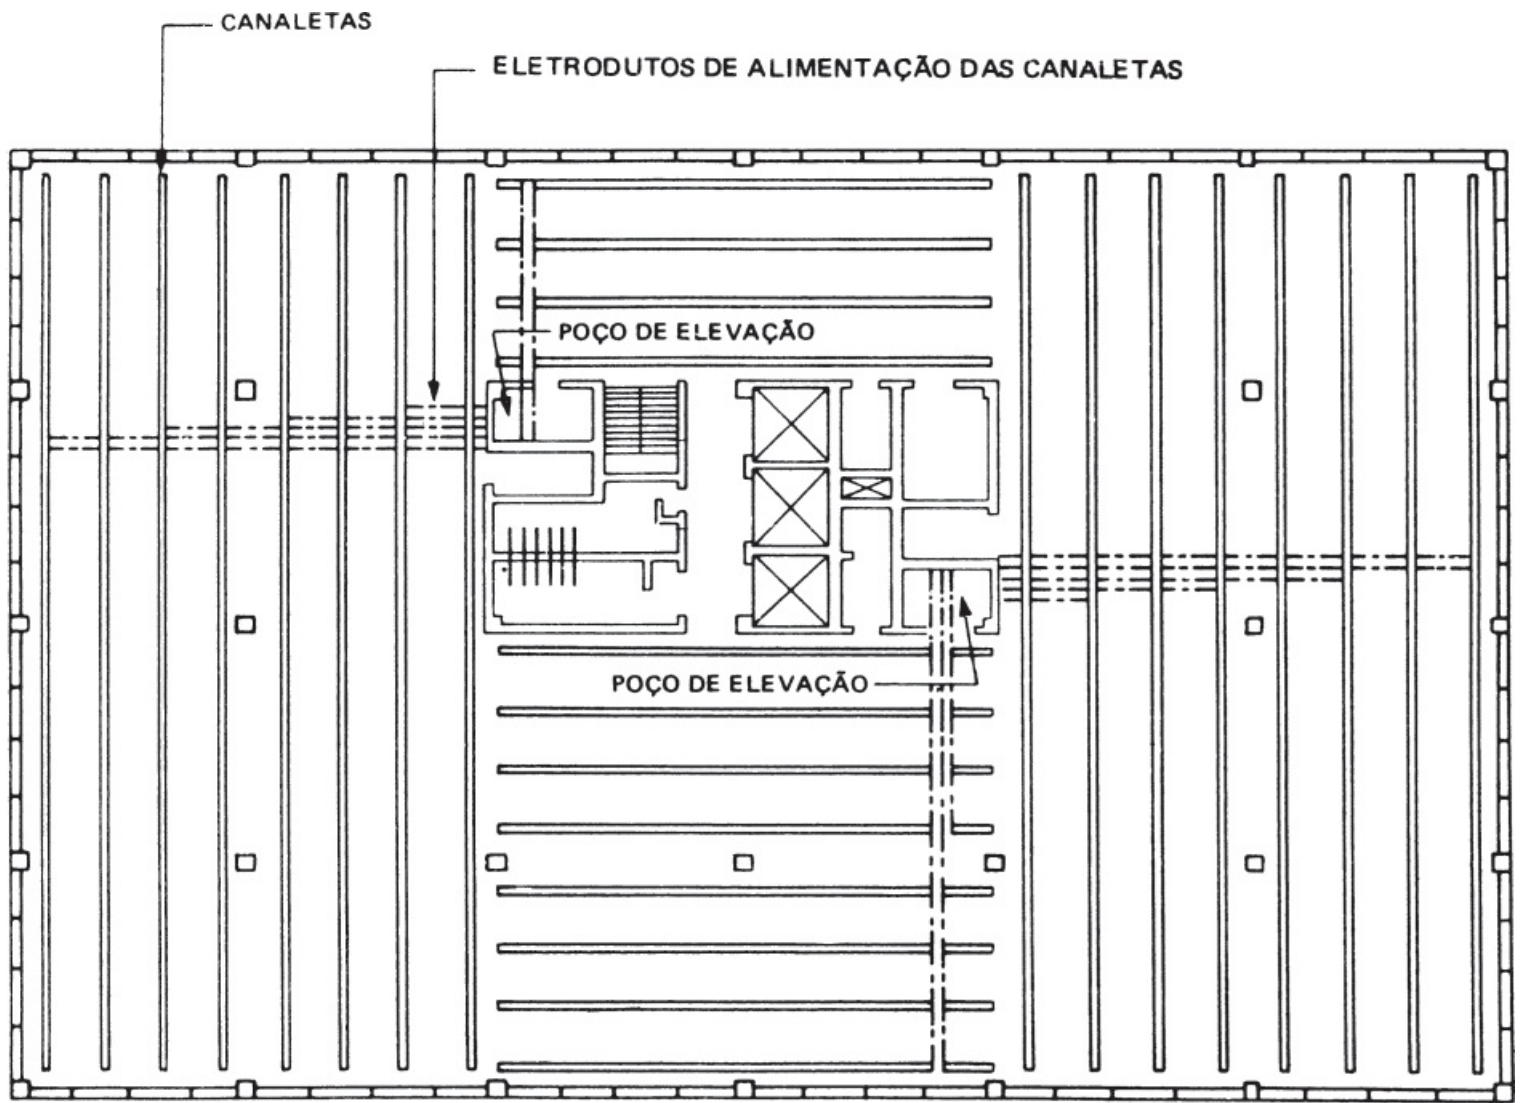 CANALETAS
ELETRODUTOS DE ALIMENTAÇÃO DAS CANALETAS
POÇO DE ELEVAÇÃO
POÇO DE ELEVAÇÃO